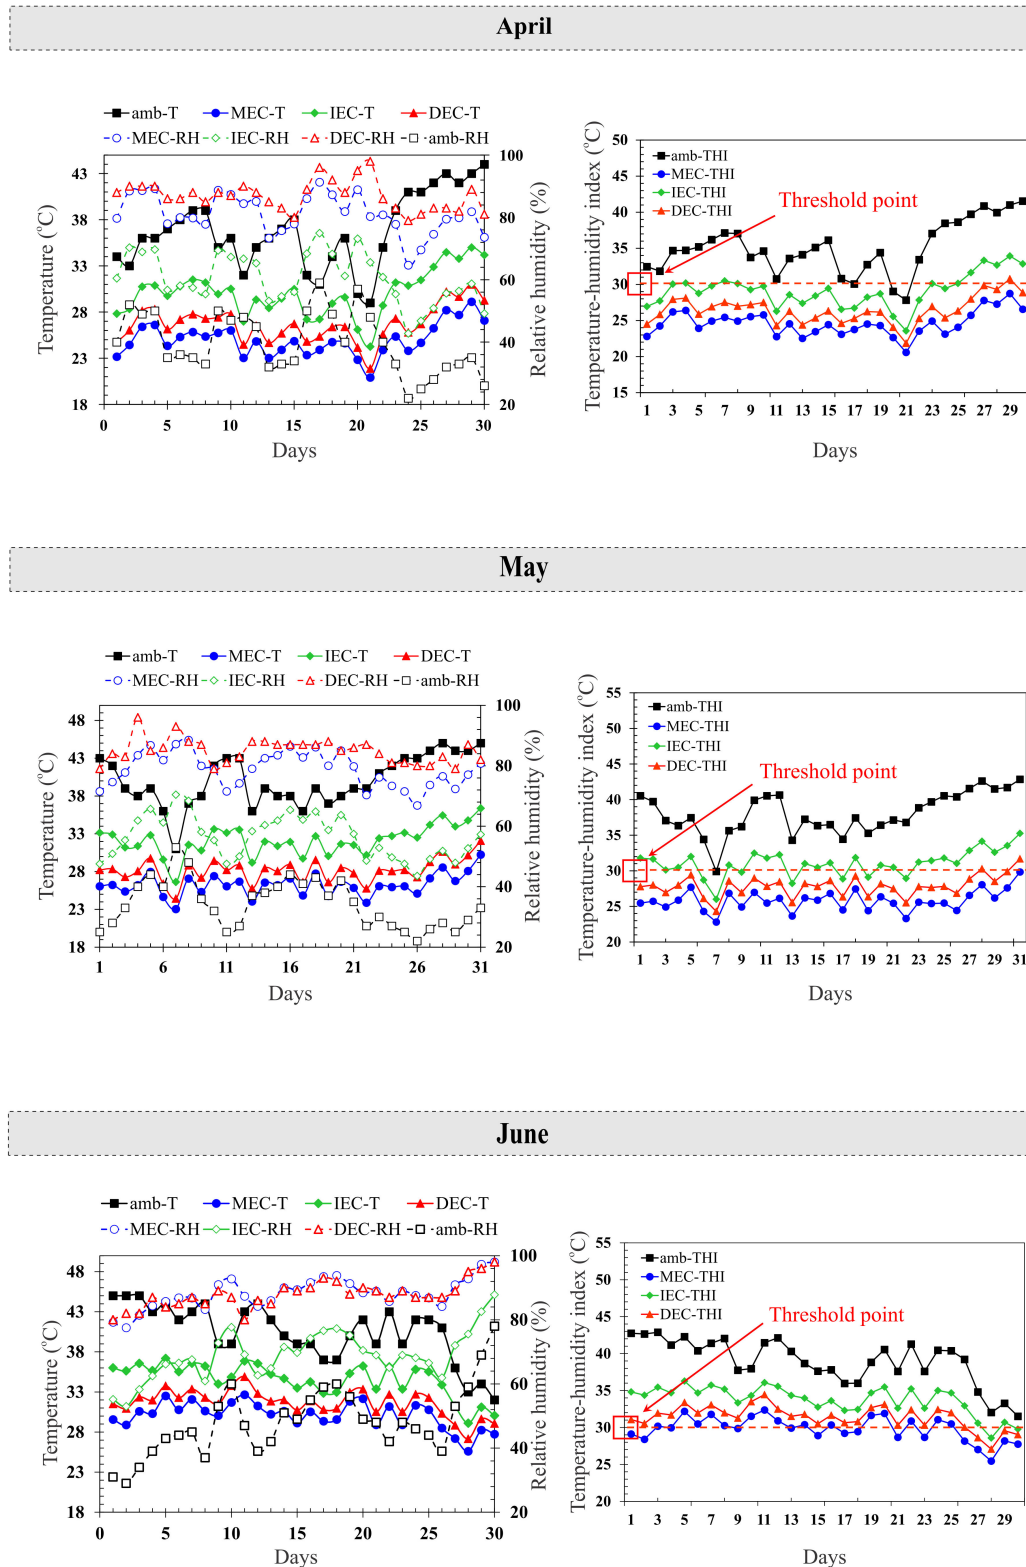 April
amb-T MEC-T IEC-T DEC-T
MEC-RH IEC-RH DEC-RH amb-RH
Temperature (°C)
43
38
33
28
23
18
0 5 10 15 20 25 30
Days
100
80
60
40
20
Relative humidity (%)
Temperature-humidity index (°C)
50
45
40
35
30
25
20
15
amb-THI
MEC-THI
IEC-THI
DEC-THI
Threshold point
1 3 5 7 9 11 13 15 17 19 21 23 25 27 29
Days
May
amb-T MEC-T IEC-T DEC-T
MEC-RH IEC-RH DEC-RH amb-RH
Temperature (°C)
48
43
38
33
28
23
18
1 6 11 16 21 26 31
Days
100
80
60
40
20
Relative humidity (%)
Temperature-humidity index (°C)
55
50
45
40
35
30
25
20
amb-THI
MEC-THI
IEC-THI
DEC-THI
Threshold point
1 3 5 7 9 11 13 15 17 19 21 23 25 27 29 31
Days
June
amb-T MEC-T IEC-T DEC-T
MEC-RH IEC-RH DEC-RH amb-RH
Temperature (°C)
48
43
38
33
28
23
18
0 5 10 15 20 25 30
Days
100
80
60
40
20
Relative humidity (%)
Temperature-humidity index (°C)
55
50
45
40
35
30
25
20
amb-THI
MEC-THI
IEC-THI
DEC-THI
Threshold point
1 3 5 7 9 11 13 15 17 19 21 23 25 27 29
Days